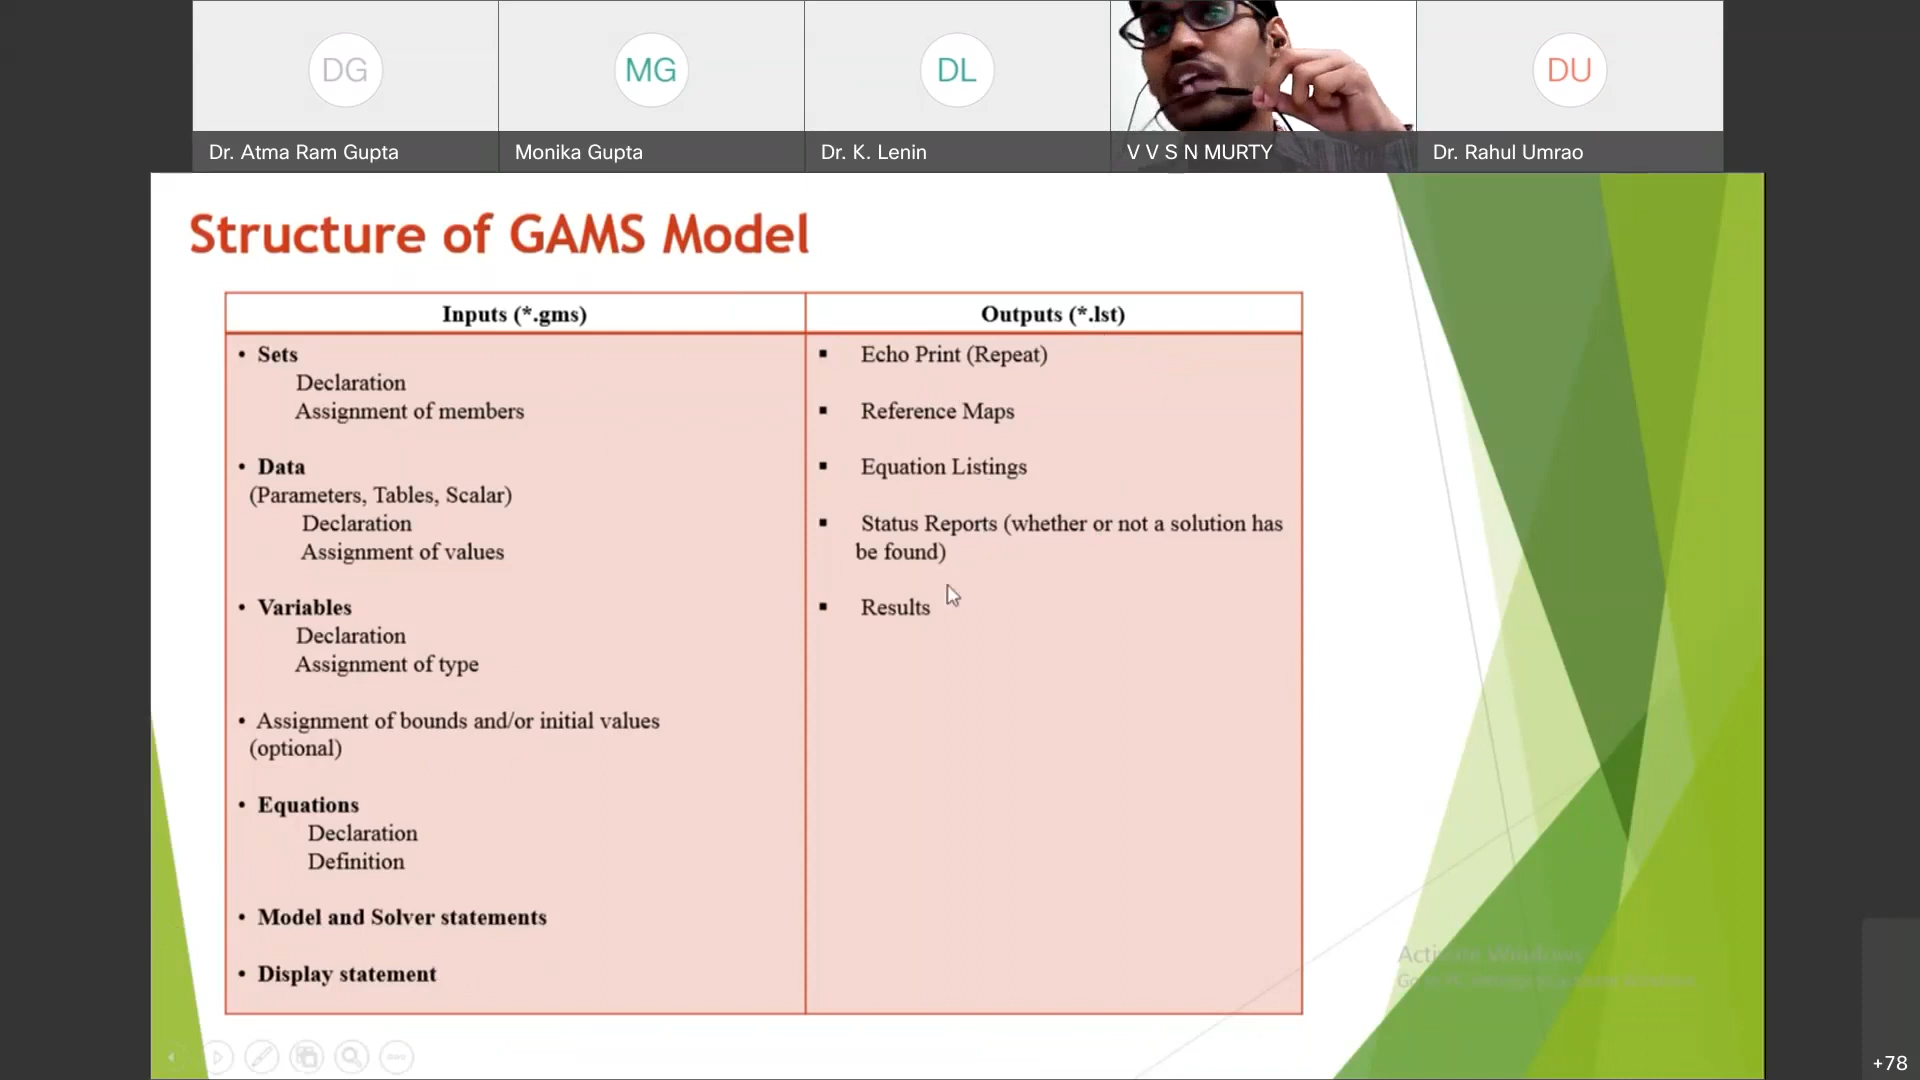 DG
MG
DL
DU
Dr. Atma Ram Gupta
Monika Gupta
Dr. K. Lenin
V V S N MURTY
Dr. Rahul Umrao
Structure of GAMS Model
Inputs (*.gms)
• Sets
Declaration
Assignment of members
• Data
(Parameters, Tables, Scalar)
Declaration
Assignment of values
• Variables
Declaration
Assignment of type
• Assignment of bounds and/or initial values
(optional)
• Equations
Declaration
Definition
• Model and Solver statements
• Display statement
Outputs (*.lst)
▪ Echo Print (Repeat)
▪ Reference Maps
▪ Equation Listings
▪ Status Reports (whether or not a solution has
be found)
▪ Results
Activate Windows
+78